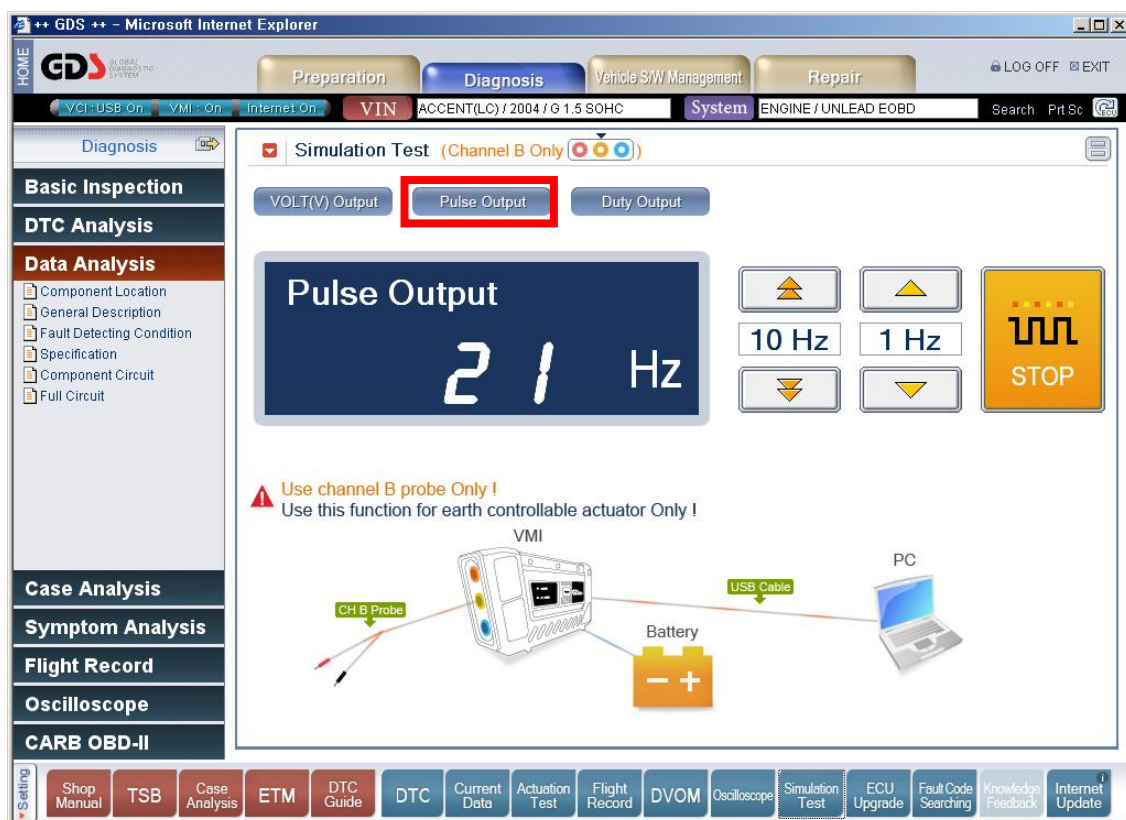 ++ GDS ++ - Microsoft Internet Explorer
HOME
GDS GLOBAL DIAGNOSTIC SYSTEM
Preparation
Diagnosis
Vehicle S/W Management
Repair
LOG OFF
EXIT
VCI : USB On
VMI : On
Internet On
VIN
ACCENT(LC) / 2004 / G 1.5 SOHC
System
ENGINE / UNLEAD EOBD
Search
Prt Sc
ECU
Diagnosis
Basic Inspection
DTC Analysis
Data Analysis
Component Location
General Description
Fault Detecting Condition
Specification
Component Circuit
Full Circuit
Case Analysis
Symptom Analysis
Flight Record
Oscilloscope
CARB OBD-II
Simulation Test (Channel B Only )
VOLT(V) Output
Pulse Output
Duty Output
Pulse Output
21 Hz
10 Hz
1 Hz
STOP
Use channel B probe Only !
Use this function for earth controllable actuator Only !
VMI
PC
USB Cable
CH B Probe
Battery
Setting
Shop
Manual
TSB
Case
Analysis
ETM
DTC
Guide
DTC
Current
Data
Actuation
Test
Flight
Record
DVOM
Oscilloscope
Simulation
Test
ECU
Upgrade
Fault Code
Searching
Knowledge
Feedback
Internet
Update